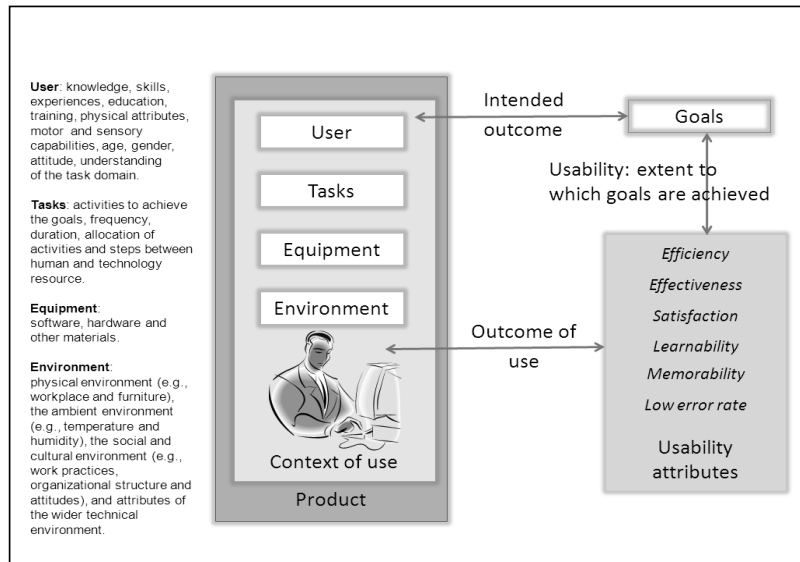 User: knowledge, skills,
experiences, education,
training, physical attributes,
motor and sensory
capabilities, age, gender,
attitude, understanding
of the task domain.
Tasks: activities to achieve
the goals, frequency,
duration, allocation of
activities and steps between
human and technology
resource.
Equipment:
software, hardware and
other materials.
Environment:
physical environment (e.g.,
workplace and furniture),
the ambient environment
(e.g., temperature and
humidity), the social and
cultural environment (e.g.,
work practices,
organizational structure and
attitudes), and attributes of
the wider technical
environment.
User
Tasks
Equipment
Environment
Context of use
Product
Intended
outcome
Outcome of
use
Goals
Usability: extent to
which goals are achieved
Efficiency
Effectiveness
Satisfaction
Learnability
Memorability
Low error rate
Usability
attributes